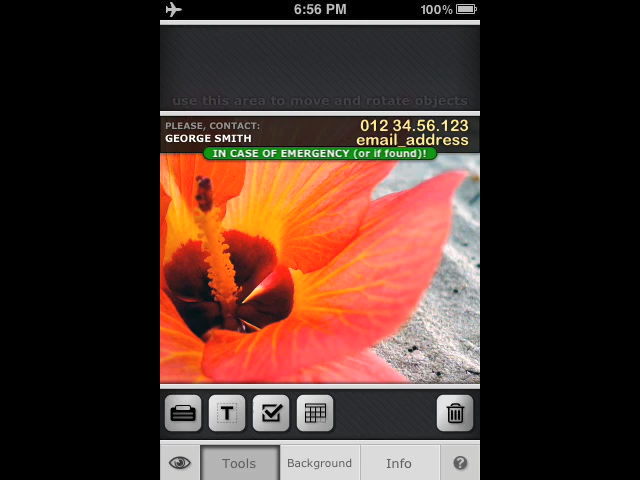 6:56 PM 100%
use this area to move and rotate objects
PLEASE, CONTACT: 012 34.56.123
GEORGE SMITH email_address
IN CASE OF EMERGENCY (or if found)!
T
Tools Background Info ?